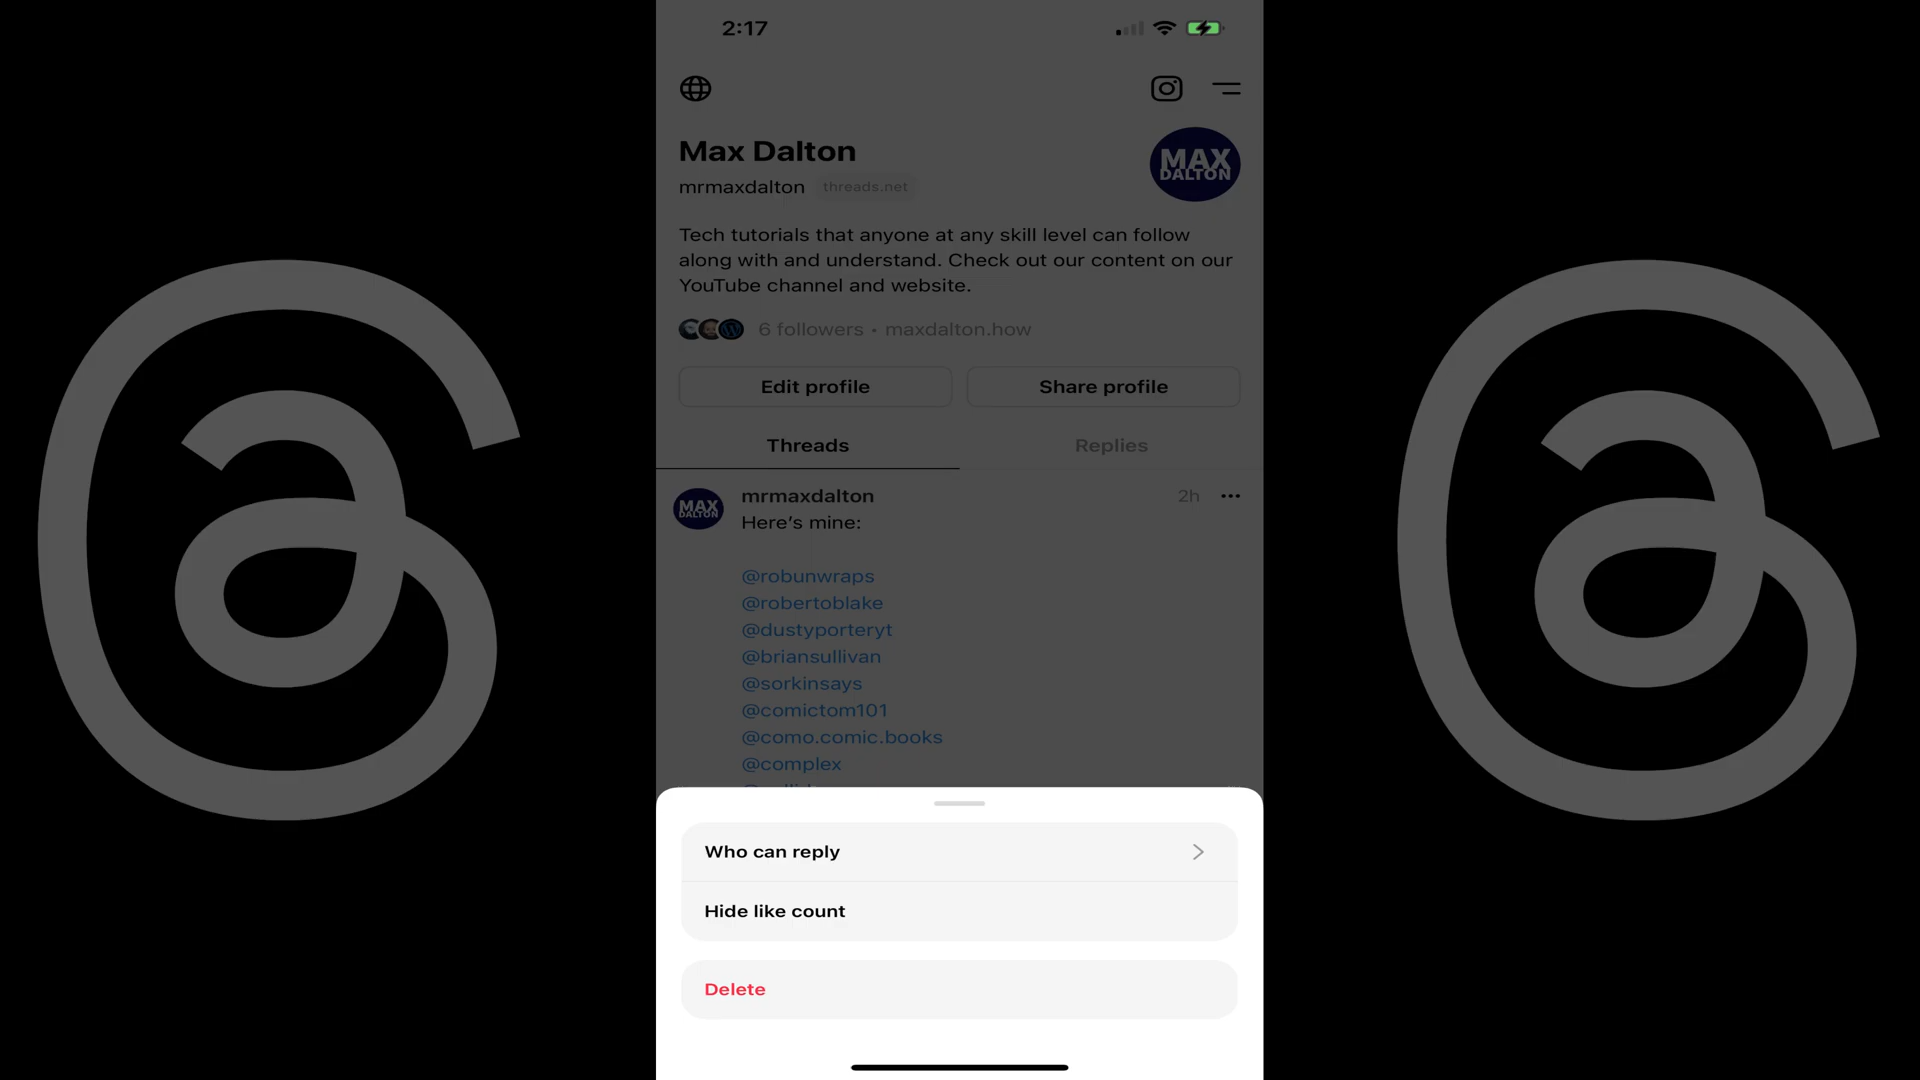 2:17
Max Dalton
MAX
DALTON
mrmaxdalton threads.net
Tech tutorials that anyone at any skill level can follow
along with and understand. Check out our content on our
YouTube channel and website.
6 followers • maxdalton.how
Edit profile
Share profile
Threads
Replies
MAX
DALTON
mrmaxdalton
2h
Here’s mine:
@robunwraps
@robertoblake
@dustyporteryt
@briansullivan
@sorkinsays
@comictom101
@como.comic.books
@complex
Who can reply
Hide like count
Delete